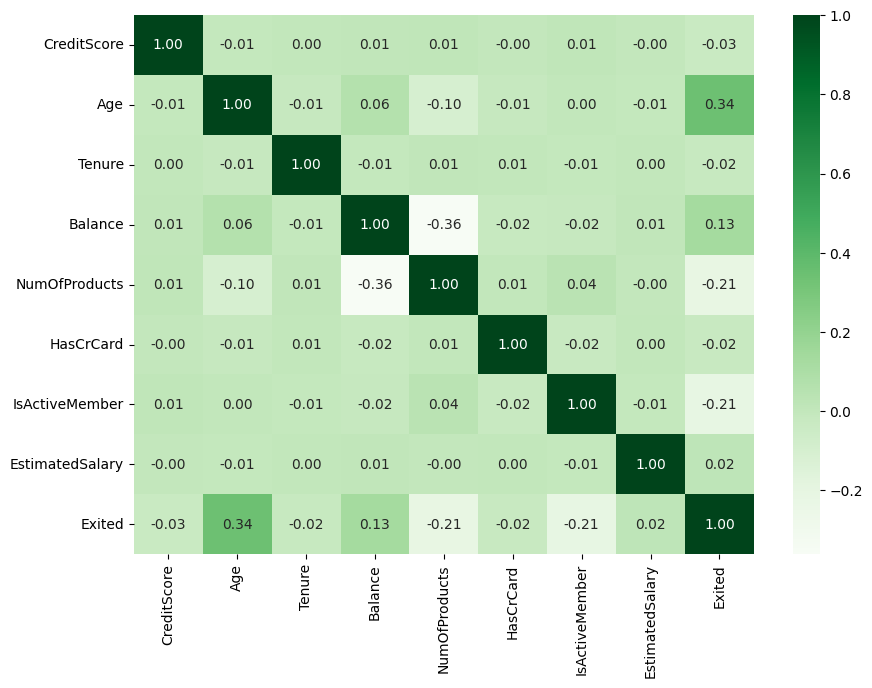 CreditScore 1.00 -0.01 0.00 0.01 0.01 -0.00 0.01 -0.00 -0.03
Age -0.01 1.00 -0.01 0.06 -0.10 -0.01 0.00 -0.01 0.34
Tenure 0.00 -0.01 1.00 -0.01 0.01 0.01 -0.01 0.00 -0.02
Balance 0.01 0.06 -0.01 1.00 -0.36 -0.02 -0.02 0.01 0.13
NumOfProducts 0.01 -0.10 0.01 -0.36 1.00 0.01 0.04 -0.00 -0.21
HasCrCard -0.00 -0.01 0.01 -0.02 0.01 1.00 -0.02 0.00 -0.02
IsActiveMember 0.01 0.00 -0.01 -0.02 0.04 -0.02 1.00 -0.01 -0.21
EstimatedSalary -0.00 -0.01 0.00 0.01 -0.00 0.00 -0.01 1.00 0.02
Exited -0.03 0.34 -0.02 0.13 -0.21 -0.02 -0.21 0.02 1.00
CreditScore
Age
Tenure
Balance
NumOfProducts
HasCrCard
IsActiveMember
EstimatedSalary
Exited
1.0
0.8
0.6
0.4
0.2
0.0
−0.2